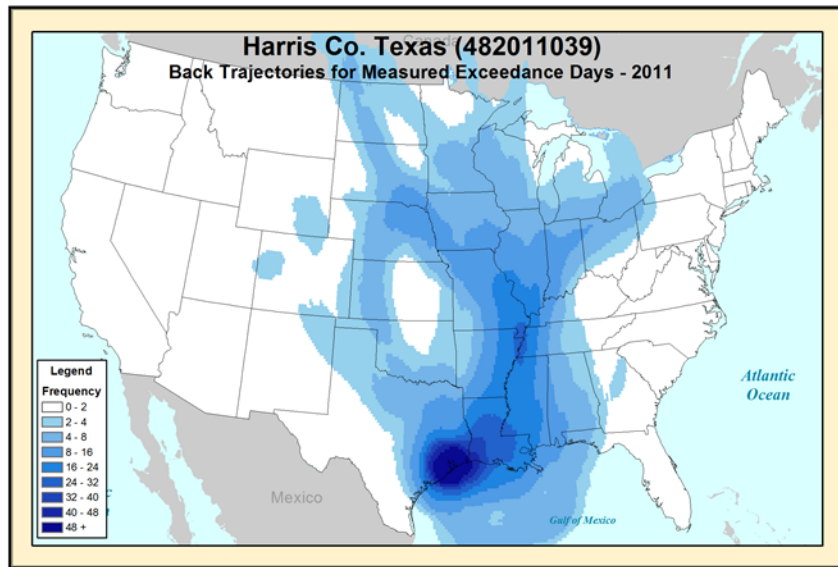 Canada
Harris Co. Texas (482011039)
Back Trajectories for Measured Exceedance Days - 2011
Legend
Frequency
0 - 2
2 - 4
4 - 8
8 - 16
16 - 24
24 - 32
32 - 40
40 - 48
48 +
Atlantic
Ocean
Mexico
Gulf of Mexico